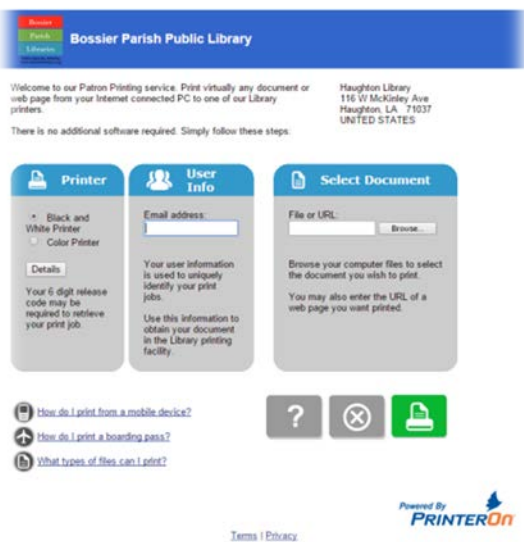 Bossier
Parish
Libraries
Bossier Parish Public Library
Welcome to our Patron Printing service. Print virtually any document or
web page from your Internet connected PC to one of our Library
printers.
There is no additional software required. Simply follow these steps:
Haughton Library
116 W McKinley Ave
Haughton, LA 71037
UNITED STATES
Printer
Black and
White Printer
Color Printer
Details
Your 6 digit release
code may be
required to retrieve
your print job.
User
Info
Email address:
Your user information
is used to uniquely
identify your print
jobs.
Use this information to
obtain your document
in the Library printing
facility.
Select Document
File or URL:
Browse...
Browse your computer files to select
the document you wish to print.
You may also enter the URL of a
web page you want printed.
How do I print from a mobile device?
How do I print a boarding pass?
What types of files can I print?
?
Powered By
PRINTERON
Terms | Privacy